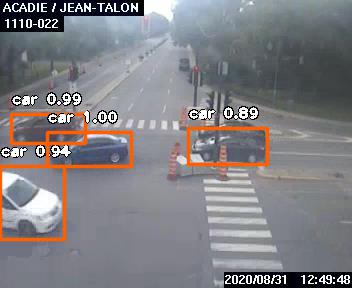 ACADIE / JEAN-TALON
1110-022
car 0.99
car 1.00
car 0.89
car 0.94
2020/08/31 12:49:48